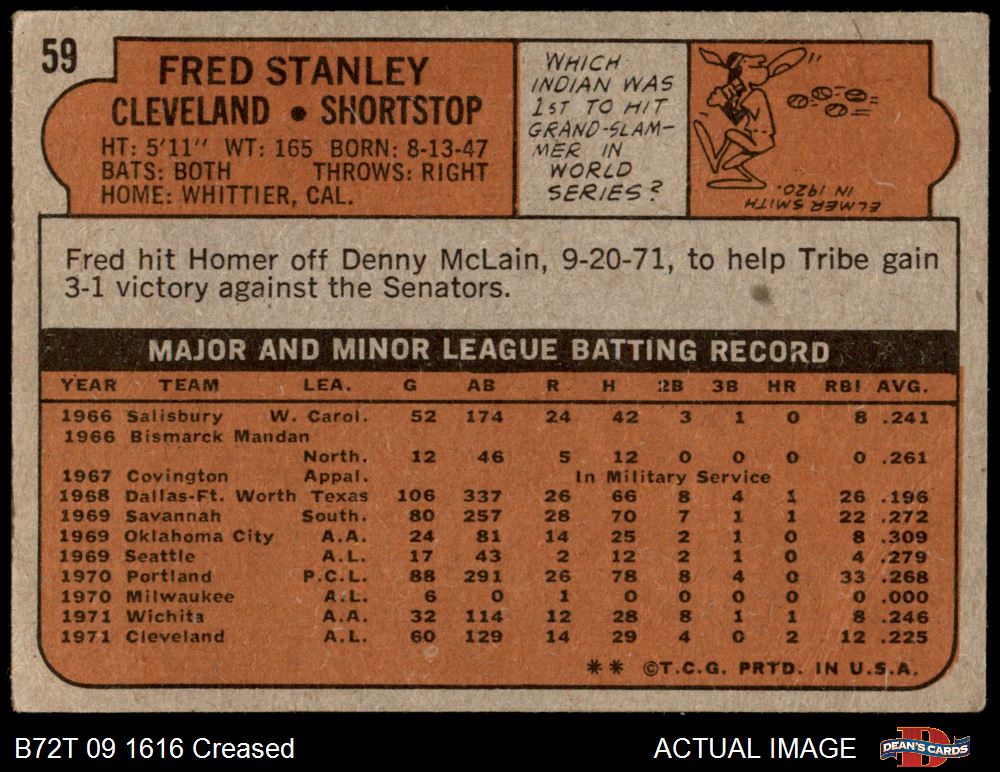 59
FRED STANLEY
CLEVELAND • SHORTSTOP
HT: 5'11" WT: 165 BORN: 8-13-47
BATS: BOTH THROWS: RIGHT
HOME: WHITTIER, CAL.
WHICH
INDIAN WAS
1ST TO HIT
GRAND-SLAM-
MER IN
WORLD
SERIES?
ELMER SMITH
IN 1920.
Fred hit Homer off Denny McLain, 9-20-71, to help Tribe gain
3-1 victory against the Senators.
MAJOR AND MINOR LEAGUE BATTING RECORD
YEAR TEAM LEA. G AB R H 2B 3B HR RBI AVG.
1966 Salisbury W. Carol. 52 174 24 42 3 1 0 8 .241
1966 Bismarck Mandan
North. 12 46 5 12 0 0 0 0 .261
1967 Covington Appal. In Military Service
1968 Dallas-Ft. Worth Texas 106 337 26 66 8 4 1 26 .196
1969 Savannah South. 80 257 28 70 7 1 1 22 .272
1969 Oklahoma City A.A. 24 81 14 25 2 1 0 8 .309
1969 Seattle A.L. 17 43 2 12 2 1 0 4 .279
1970 Portland P.C.L. 88 291 26 78 8 4 0 33 .268
1970 Milwaukee A.L. 6 0 1 0 0 0 0 0 .000
1971 Wichita A.A. 32 114 12 28 8 1 1 8 .246
1971 Cleveland A.L. 60 129 14 29 4 0 2 12 .225
** ©T.C.G. PRTD. IN U.S.A.
B72T 09 1616 Creased ACTUAL IMAGE DEAN'S CARDS